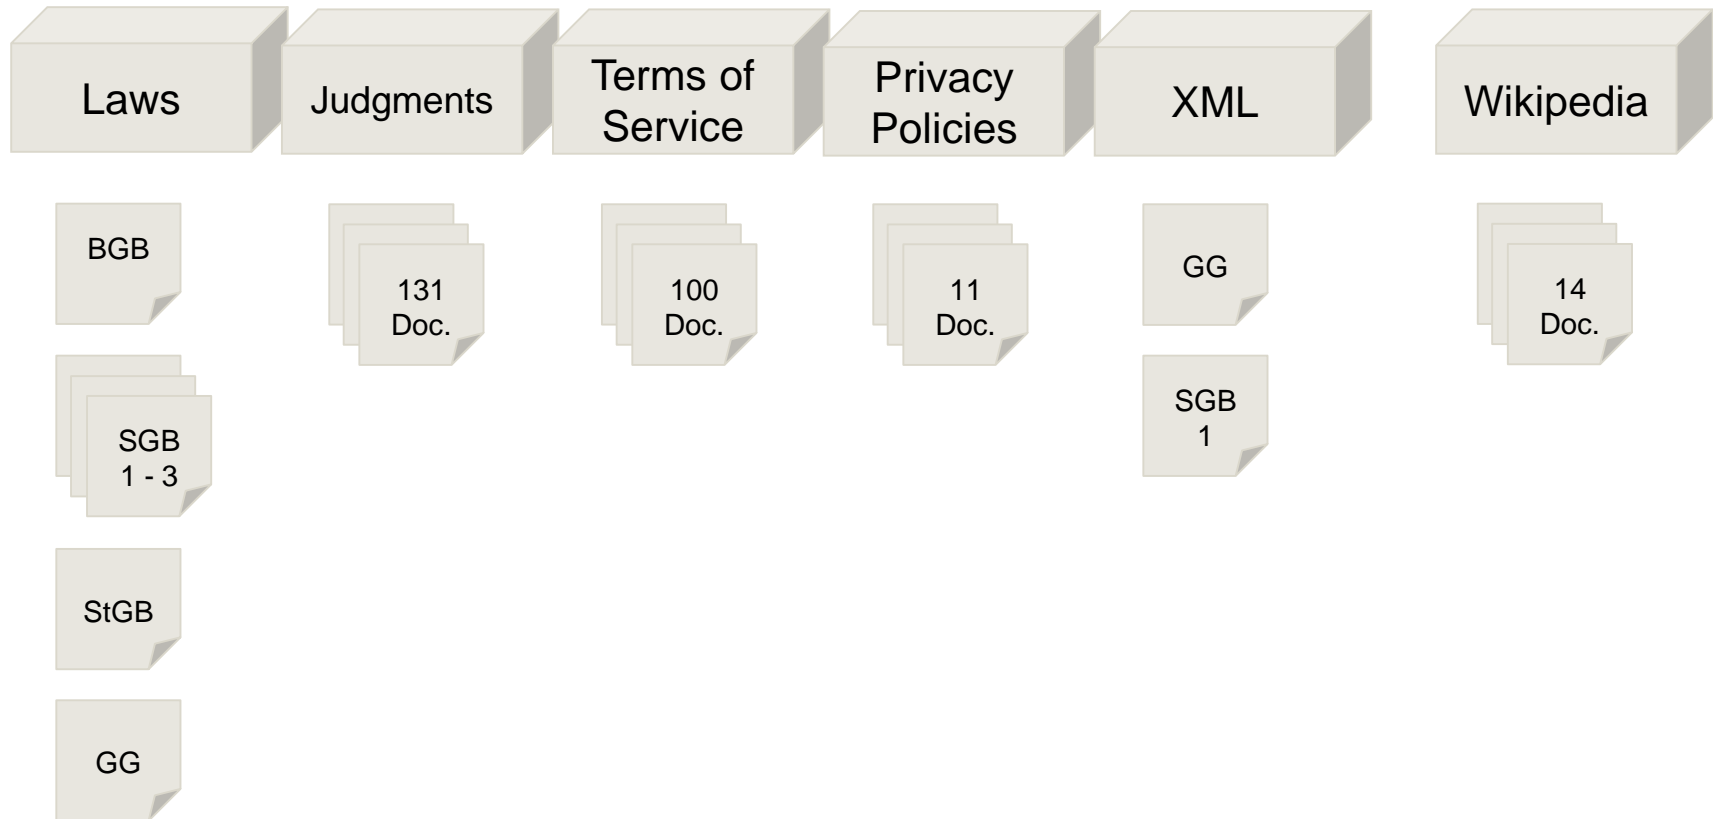 Laws
Judgments
Terms of
Service
Privacy
Policies
XML
Wikipedia
BGB
SGB
1 - 3
StGB
GG
131
Doc.
100
Doc.
11
Doc.
GG
SGB
1
14
Doc.